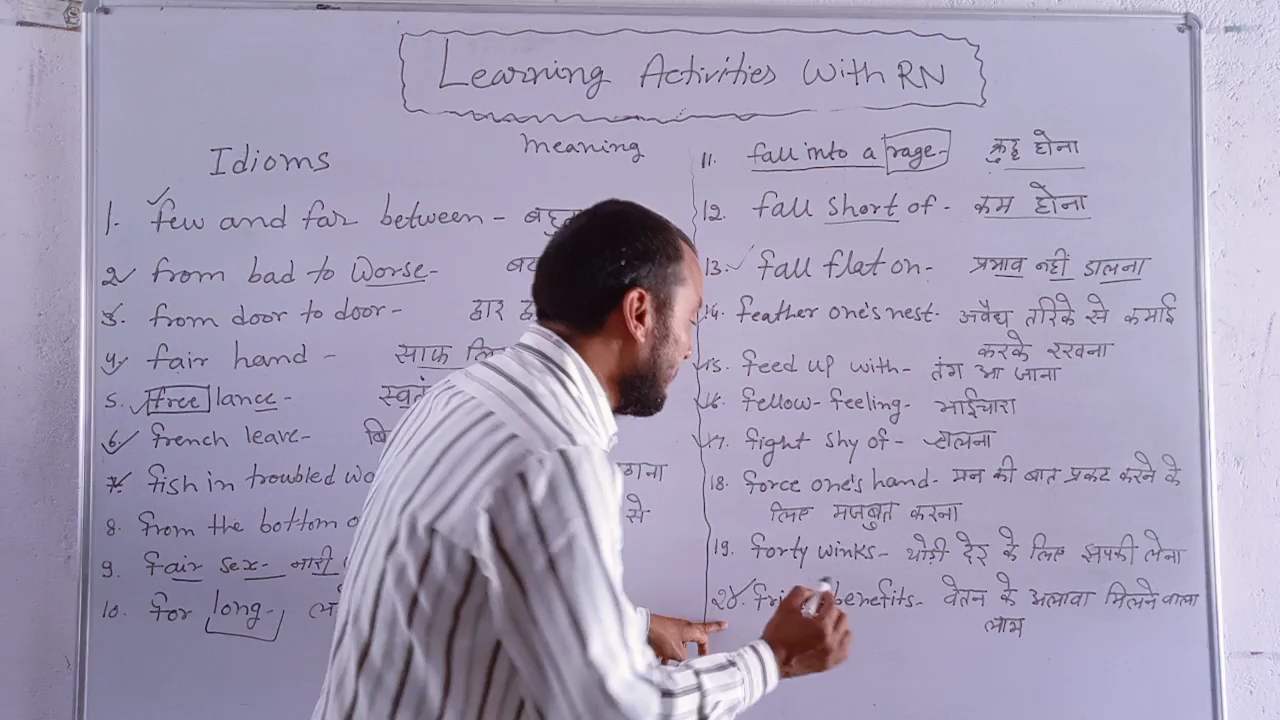 Learning Activities With RN
Idioms
meaning
1. few and far between -
2. from bad to worse -
3. from door to door - द्वार
4. fair hand - साफ
5. free lance -
6. french leave -
7. fish in troubled
8. from the bottom
9. fair sex - नारी
10. for long -
11. fall into a rage - क्रुद्ध होना
12. fall short of - कम होना
13. fall flat on - प्रभाव नहीं डालना
14. feather one's nest - अवैध तरिके से कमाई
करके रखना
15. feed up with - तंग आ जाना
16. fellow-feeling - भाईचारा
17. fight shy of - टालना
18. force one's hand - मन की बात प्रकट करने के
लिए मजबुत करना
19. forty winks - थोड़ी देर के लिए झपकी लेना
20. benefits - वेतन के अलावा मिलने वाला
लाभ